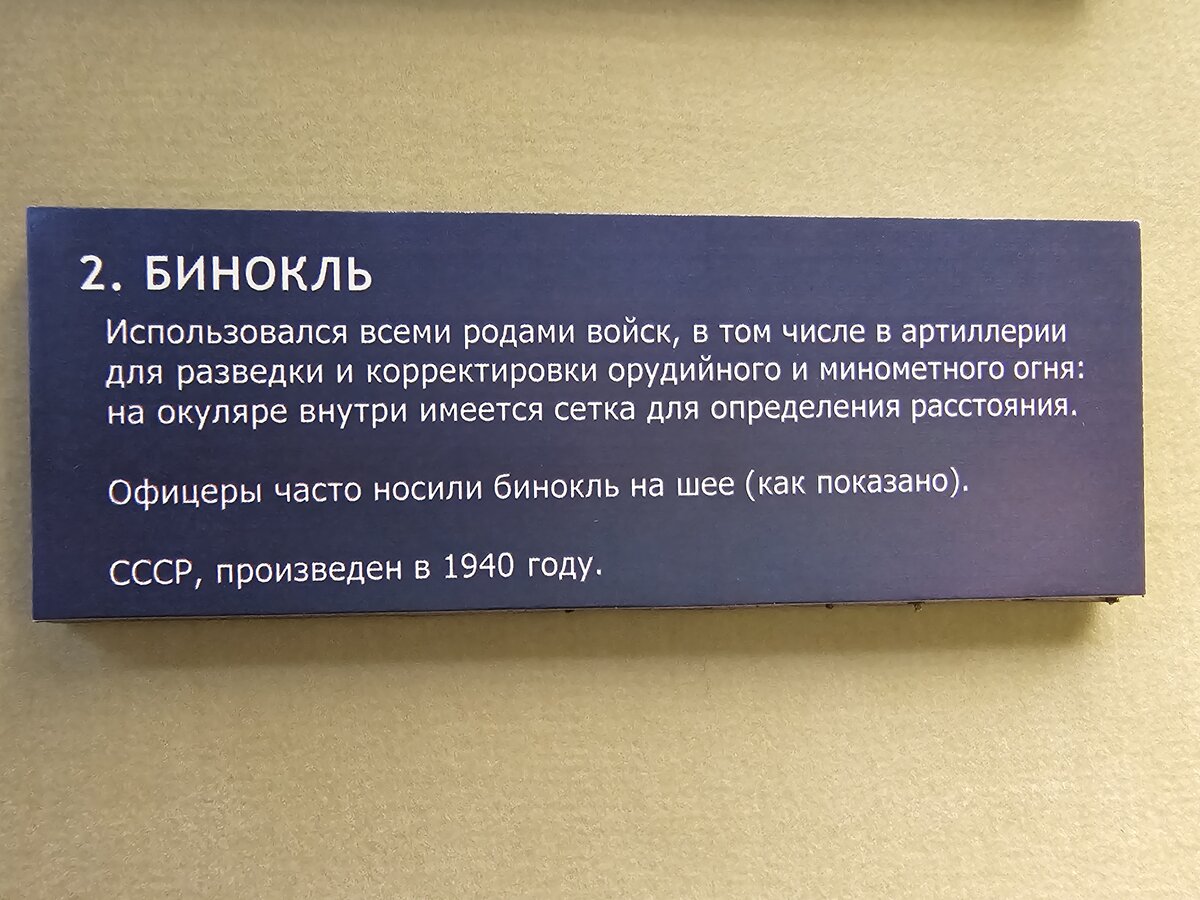 2. БИНОКЛЬ
Использовался всеми родами войск, в том числе в артиллерии
для разведки и корректировки орудийного и минометного огня:
на окуляре внутри имеется сетка для определения расстояния.
Офицеры часто носили бинокль на шее (как показано).
СССР, произведен в 1940 году.